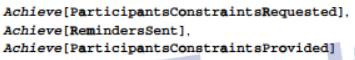 Achieve[ParticipantsConstraintsRequested],
Achieve[RemindersSent],
Achieve[ParticipantsConstraintsProvided]